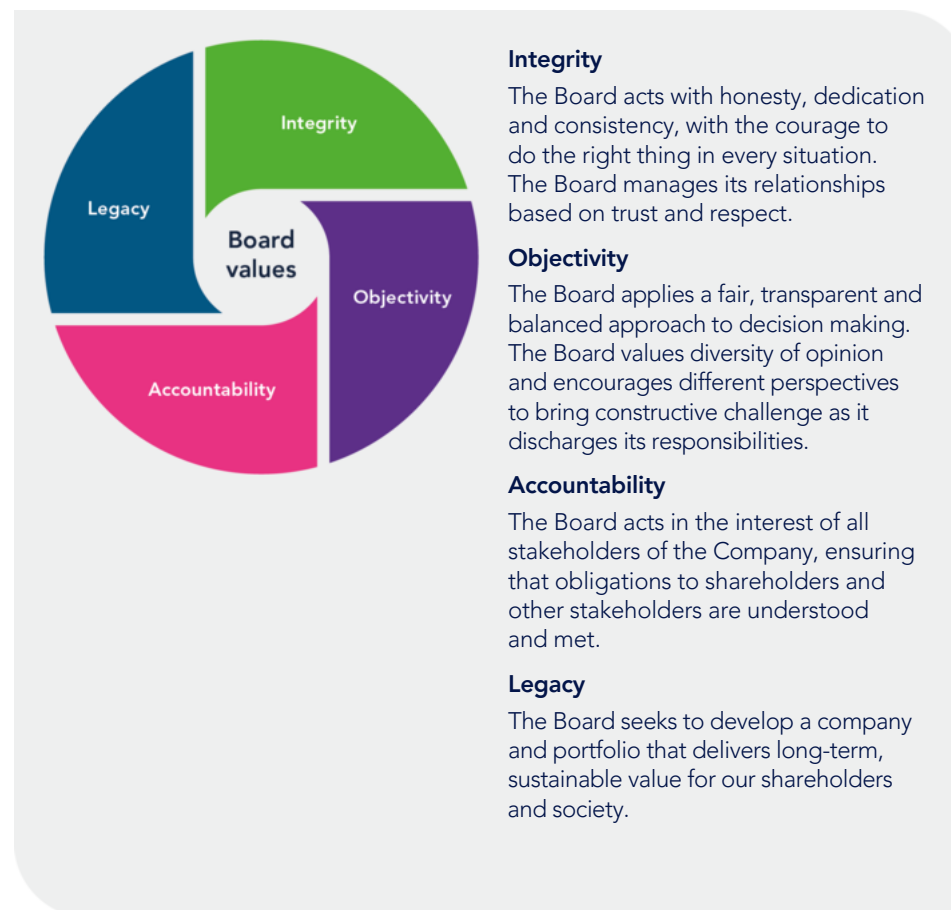 Integrity
Legacy
Board
values
Objectivity
Accountability
Integrity
The Board acts with honesty, dedication
and consistency, with the courage to
do the right thing in every situation.
The Board manages its relationships
based on trust and respect.
Objectivity
The Board applies a fair, transparent and
balanced approach to decision making.
The Board values diversity of opinion
and encourages different perspectives
to bring constructive challenge as it
discharges its responsibilities.
Accountability
The Board acts in the interest of all
stakeholders of the Company, ensuring
that obligations to shareholders and
other stakeholders are understood
and met.
Legacy
The Board seeks to develop a company
and portfolio that delivers long-term,
sustainable value for our shareholders
and society.